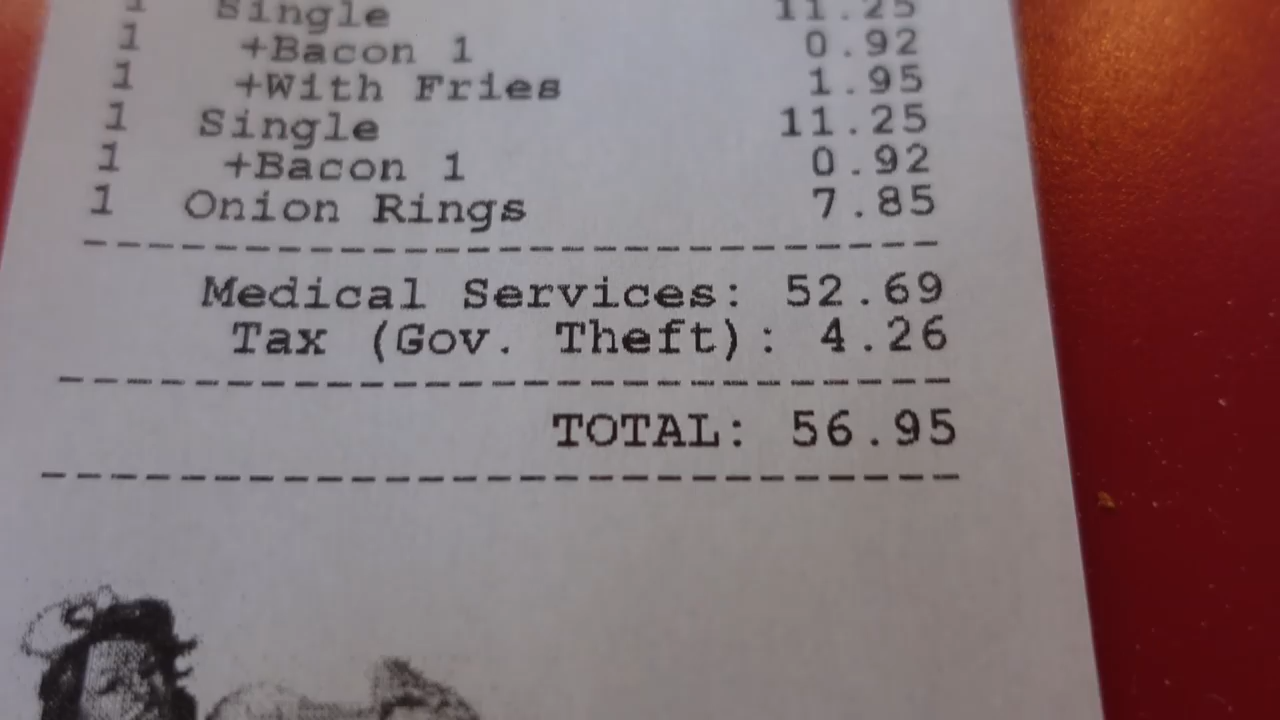 1 Single 11.25
1 +Bacon 1 0.92
1 +With Fries 1.95
1 Single 11.25
1 +Bacon 1 0.92
1 Onion Rings 7.85
Medical Services: 52.69
Tax (Gov. Theft): 4.26
TOTAL: 56.95